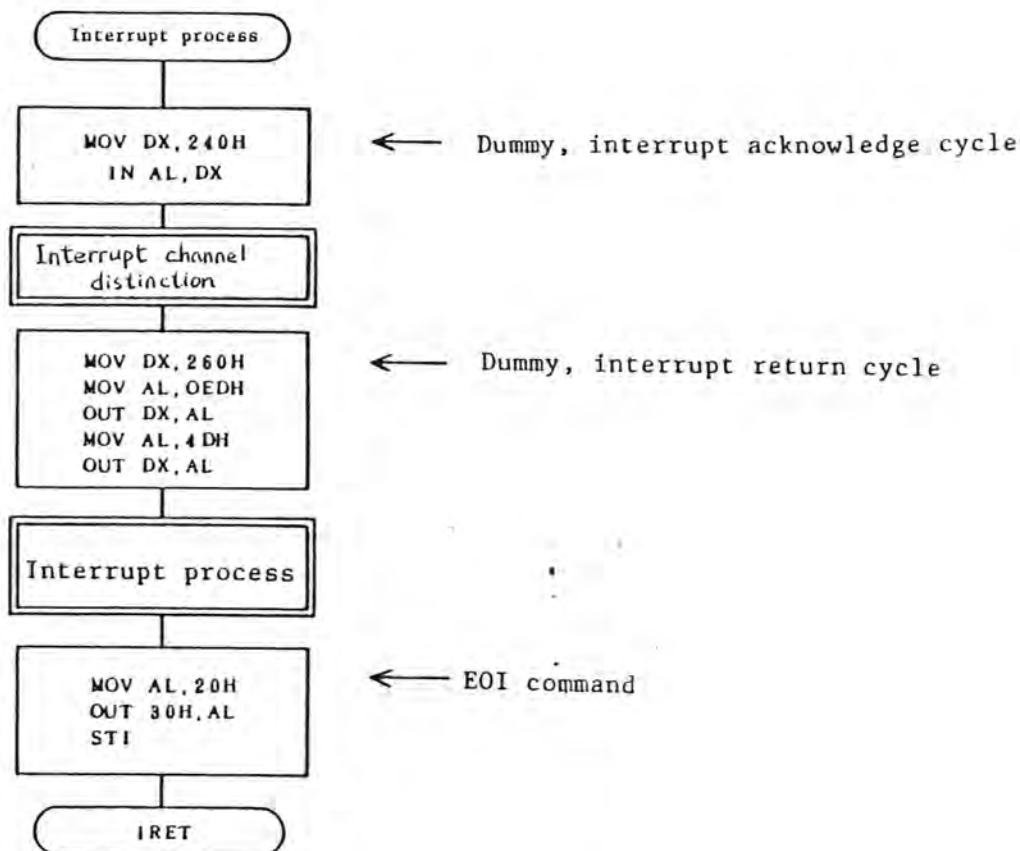 Interrupt process
MOV DX,240H
IN AL,DX
← Dummy, interrupt acknowledge cycle
Interrupt channel
distinction
MOV DX,260H
MOV AL,OEDH
OUT DX,AL
MOV AL,4DH
OUT DX,AL
← Dummy, interrupt return cycle
Interrupt process
MOV AL,20H
OUT 30H,AL
STI
← EOI command
IRET